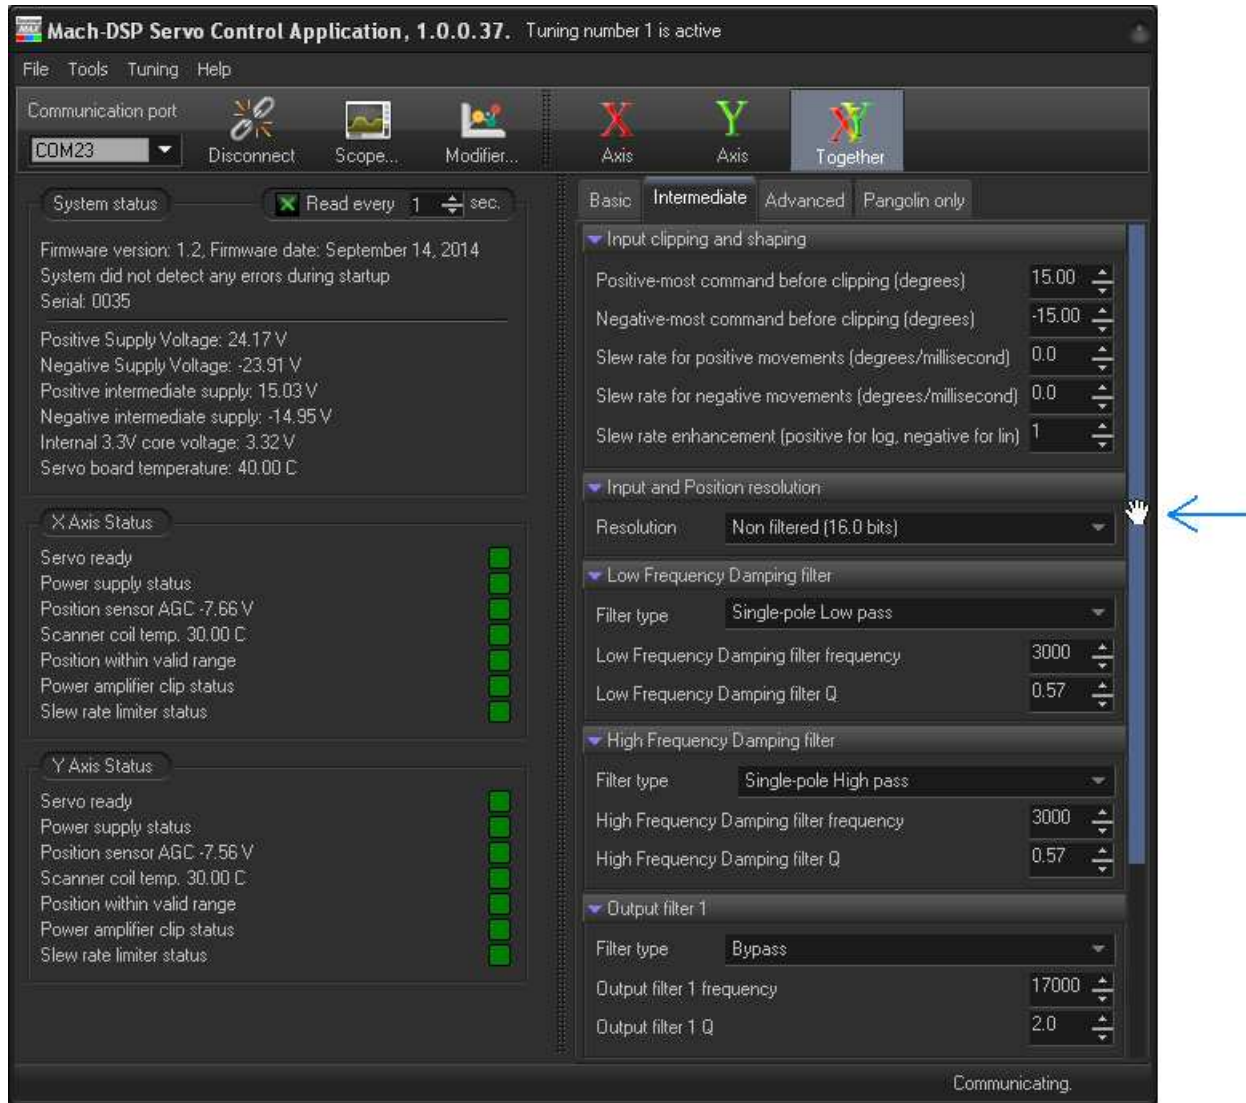 Mach-DSP Servo Control Application, 1.0.0.37. Tuning number 1 is active
File Tools Tuning Help
Communication port
COM23
Disconnect
Scope...
Modifier...
X
Axis
Y
Axis
XY
Together
System status
Read every 1 sec.
Firmware version: 1.2, Firmware date: September 14, 2014
System did not detect any errors during startup
Serial: 0035
Positive Supply Voltage: 24.17 V
Negative Supply Voltage: -23.91 V
Positive intermediate supply: 15.03 V
Negative intermediate supply: -14.95 V
Internal 3.3V core voltage: 3.32 V
Servo board temperature: 40.00 C
X Axis Status
Servo ready
Power supply status
Position sensor AGC -7.66 V
Scanner coil temp. 30.00 C
Position within valid range
Power amplifier clip status
Slew rate limiter status
Y Axis Status
Servo ready
Power supply status
Position sensor AGC -7.56 V
Scanner coil temp. 30.00 C
Position within valid range
Power amplifier clip status
Slew rate limiter status
Basic Intermediate Advanced Pangolin only
Input clipping and shaping
Positive-most command before clipping (degrees) 15.00
Negative-most command before clipping (degrees) -15.00
Slew rate for positive movements (degrees/millisecond) 0.0
Slew rate for negative movements (degrees/millisecond) 0.0
Slew rate enhancement (positive for log, negative for lin) 1
Input and Position resolution
Resolution Non filtered (16.0 bits)
Low Frequency Damping filter
Filter type Single-pole Low pass
Low Frequency Damping filter frequency 3000
Low Frequency Damping filter Q 0.57
High Frequency Damping filter
Filter type Single-pole High pass
High Frequency Damping filter frequency 3000
High Frequency Damping filter Q 0.57
Output filter 1
Filter type Bypass
Output filter 1 frequency 17000
Output filter 1 Q 2.0
Communicating.